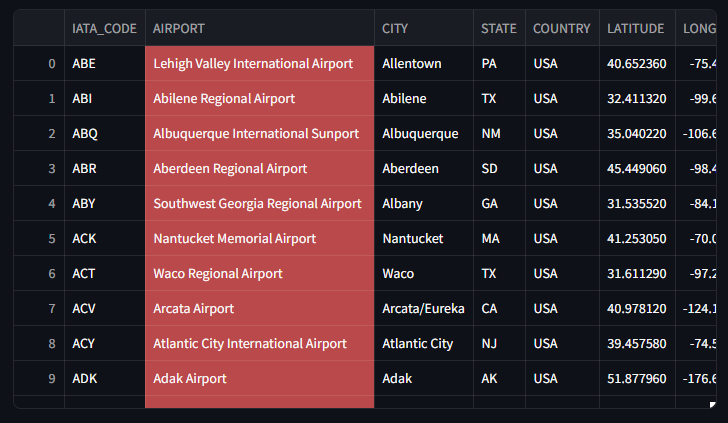 IATA_CODE AIRPORT CITY STATE COUNTRY LATITUDE LONG
0 ABE Lehigh Valley International Airport Allentown PA USA 40.652360 -75.4
1 ABI Abilene Regional Airport Abilene TX USA 32.411320 -99.6
2 ABQ Albuquerque International Sunport Albuquerque NM USA 35.040220 -106.6
3 ABR Aberdeen Regional Airport Aberdeen SD USA 45.449060 -98.4
4 ABY Southwest Georgia Regional Airport Albany GA USA 31.535520 -84.1
5 ACK Nantucket Memorial Airport Nantucket MA USA 41.253050 -70.0
6 ACT Waco Regional Airport Waco TX USA 31.611290 -97.2
7 ACV Arcata Airport Arcata/Eureka CA USA 40.978120 -124.1
8 ACY Atlantic City International Airport Atlantic City NJ USA 39.457580 -74.5
9 ADK Adak Airport Adak AK USA 51.877960 -176.6